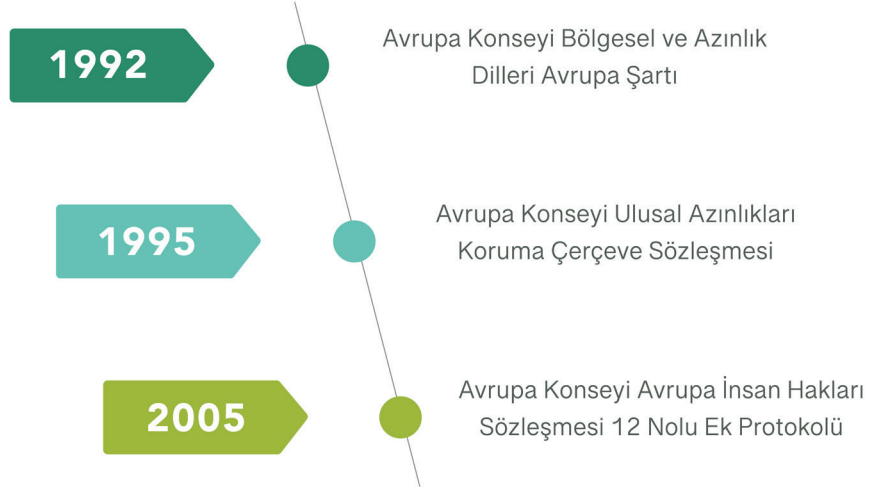 1992
Avrupa Konseyi Bölgesel ve Azınlık
Dilleri Avrupa Şartı
1995
Avrupa Konseyi Ulusal Azınlıkları
Koruma Çerçeve Sözleşmesi
2005
Avrupa Konseyi Avrupa İnsan Hakları
Sözleşmesi 12 Nolu Ek Protokolü